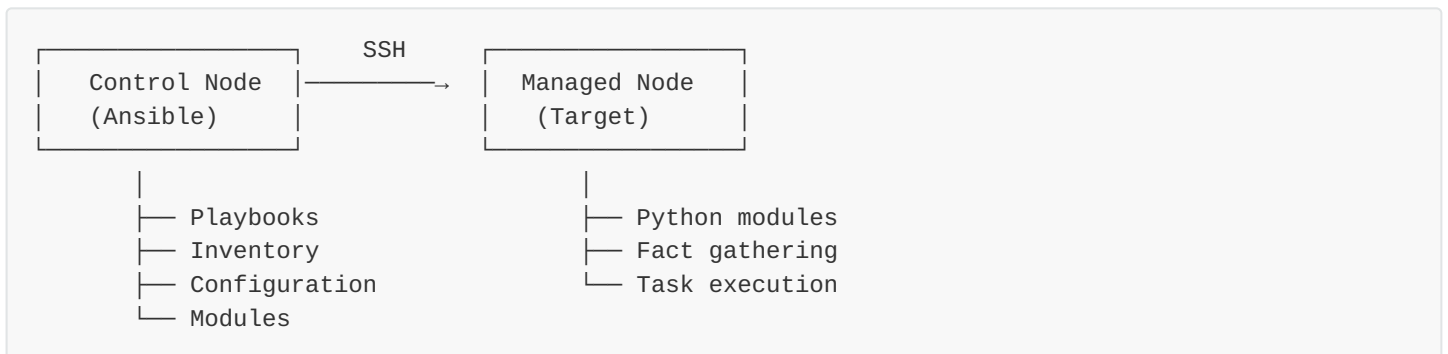 SSH
Control Node Managed Node
(Ansible) (Target)
Playbooks Python modules
Inventory Fact gathering
Configuration Task execution
Modules